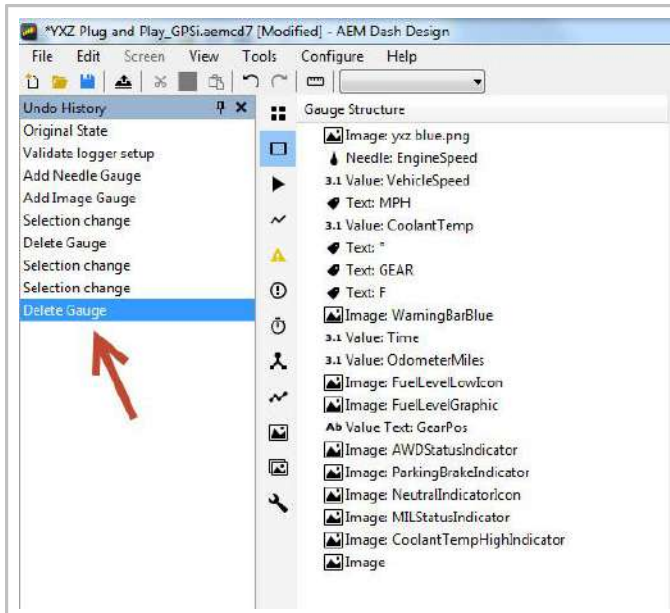 *YXZ Plug and Play_GPSi.aemcd7 [Modified] - AEM Dash Design
File Edit Screen View Tools Configure Help
Undo History
Original State
Validate logger setup
Add Needle Gauge
Add Image Gauge
Selection change
Delete Gauge
Selection change
Selection change
Delete Gauge
Gauge Structure
Image: yxz blue.png
Needle: EngineSpeed
3.1 Value: VehicleSpeed
Text: MPH
3.1 Value: CoolantTemp
Text: °
Text: GEAR
Text: F
Image: WarningBarBlue
3.1 Value: Time
3.1 Value: OdometerMiles
Image: FuelLevelLowIcon
Image: FuelLevelGraphic
Ab Value Text: GearPos
Image: AWDStatusIndicator
Image: ParkingBrakeIndicator
Image: NeutralIndicatorIcon
Image: MILStatusIndicator
Image: CoolantTempHighIndicator
Image